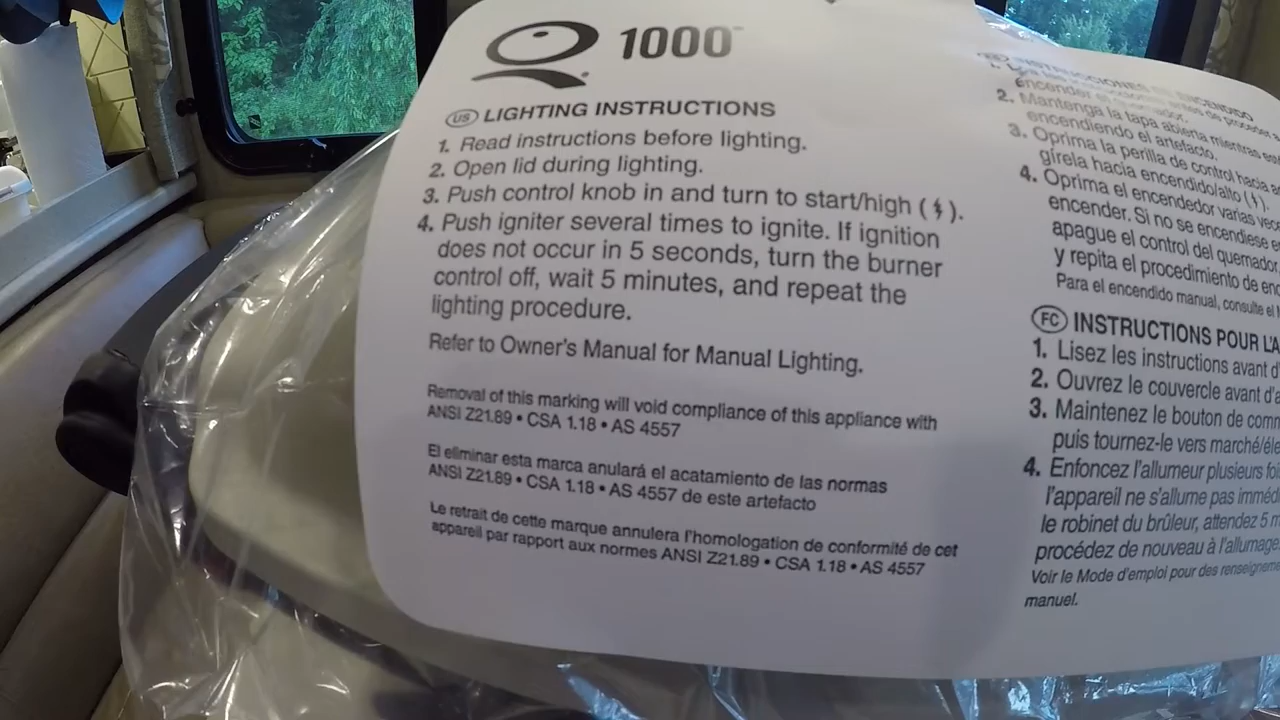 Q 1000™
US LIGHTING INSTRUCTIONS
1. Read instructions before lighting.
2. Open lid during lighting.
3. Push control knob in and turn to start/high ( ).
4. Push igniter several times to ignite. If ignition
does not occur in 5 seconds, turn the burner
control off, wait 5 minutes, and repeat the
lighting procedure.
Refer to Owner's Manual for Manual Lighting.
Removal of this marking will void compliance of this appliance with
ANSI Z21.89 • CSA 1.18 • AS 4557
El eliminar esta marca anulará el acatamiento de las normas
ANSI Z21.89 • CSA 1.18 • AS 4557 de este artefacto
Le retrait de cette marque annulera l'homologation de conformité de cet
appareil par rapport aux normes ANSI Z21.89 • CSA 1.18 • AS 4557
INSTRUCCIONES DE ENCENDIDO
1.
encender
2. Mantenga la tapa abierta mientras
encendiendo el artefacto.
3. Oprima la perilla de control hacia
gírela hacia encendido/alto ( ).
4. Oprima el encendedor varias
encender. Si no se encendiese
apague el control del quemador
y repita el procedimiento de
Para el encendido manual, consulte el
FC INSTRUCTIONS POUR L'A
1. Lisez les instructions avant d'
2. Ouvrez le couvercle avant d'a
3. Maintenez le bouton de com
puis tournez-le vers marché/éle
4. Enfoncez l'allumeur plusieurs foi
l'appareil ne s'allume pas imméd
le robinet du brûleur, attendez 5 m
procédez de nouveau à l'allumage
Voir le Mode d'emploi pour des renseigneme
manuel.